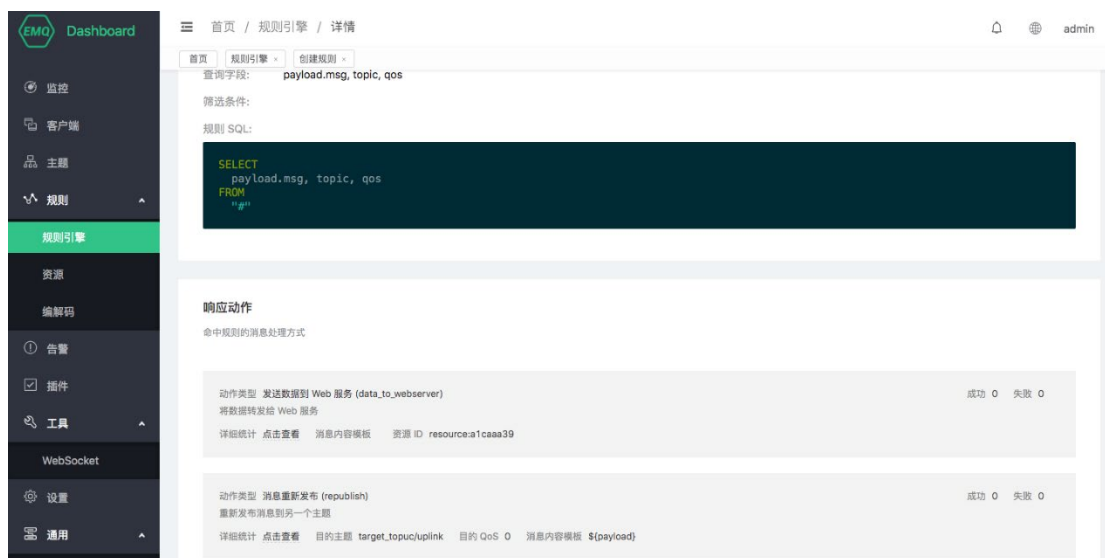 EMQ Dashboard
首页 / 规则引擎 / 详情
admin
首页 规则引擎 × 创建规则 ×
监控
客户端
主题
规则
规则引擎
资源
编解码
告警
插件
工具
WebSocket
设置
通用
查询字段: payload.msg, topic, qos
筛选条件:
规则 SQL:
SELECT
payload.msg, topic, qos
FROM
"#"
响应动作
命中规则的消息处理方式
动作类型 发送数据到 Web 服务 (data_to_webserver) 成功 0 失败 0
将数据转发给 Web 服务
详细统计 点击查看 消息内容模板 资源 ID resource:a1caaa39
动作类型 消息重新发布 (republish) 成功 0 失败 0
重新发布消息到另一个主题
详细统计 点击查看 目的主题 target_topuc/uplink 目的 QoS 0 消息内容模板 ${payload}